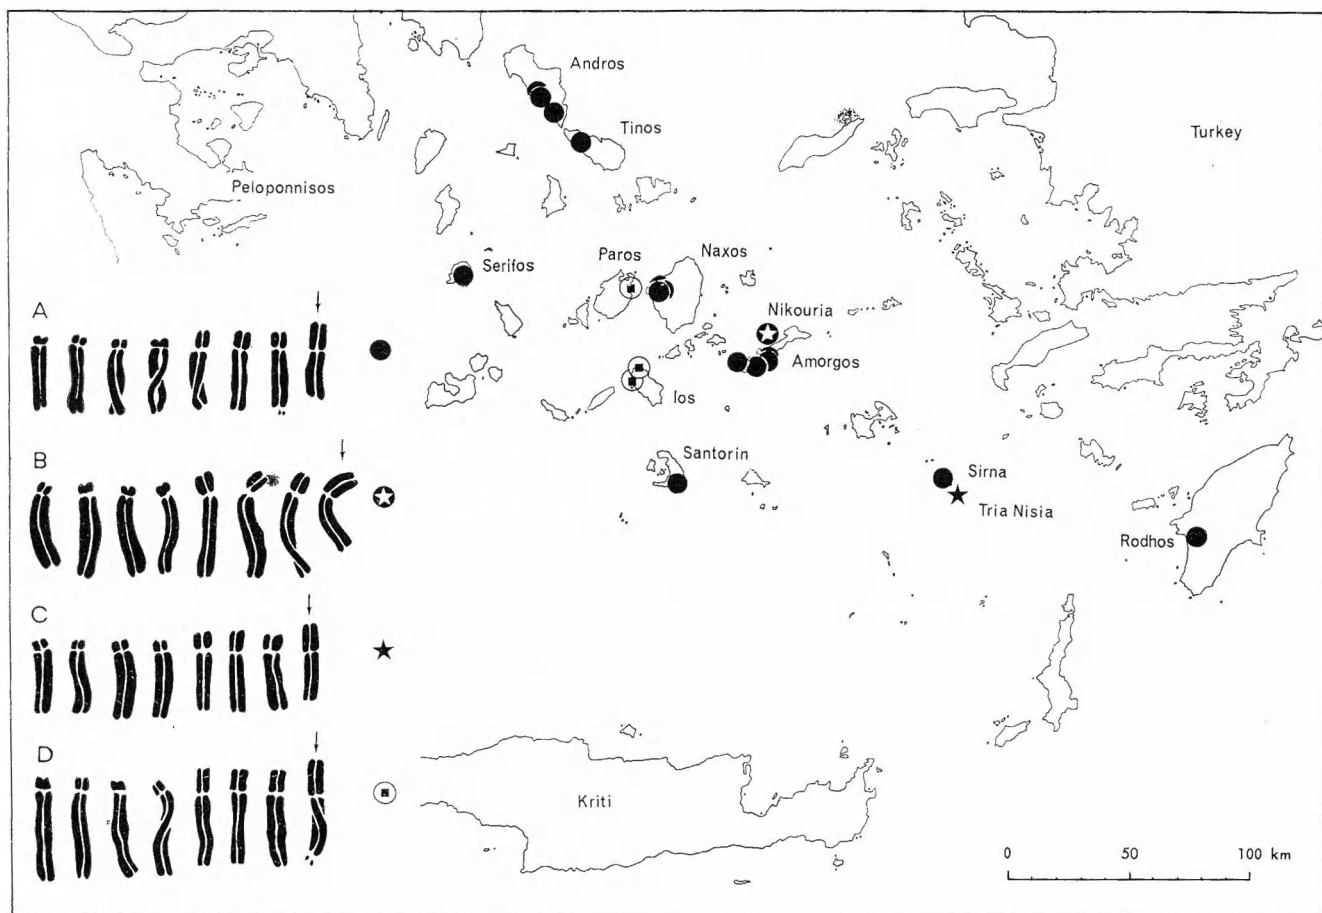 Andros
Tinos
Turkey
Peloponnisos
Serifos
Paros
Naxos
Nikouria
Amorgos
Ios
Santorin
Sirna
Tria Nisia
Rodhos
Kriti
A
B
C
D
0 50 100 km